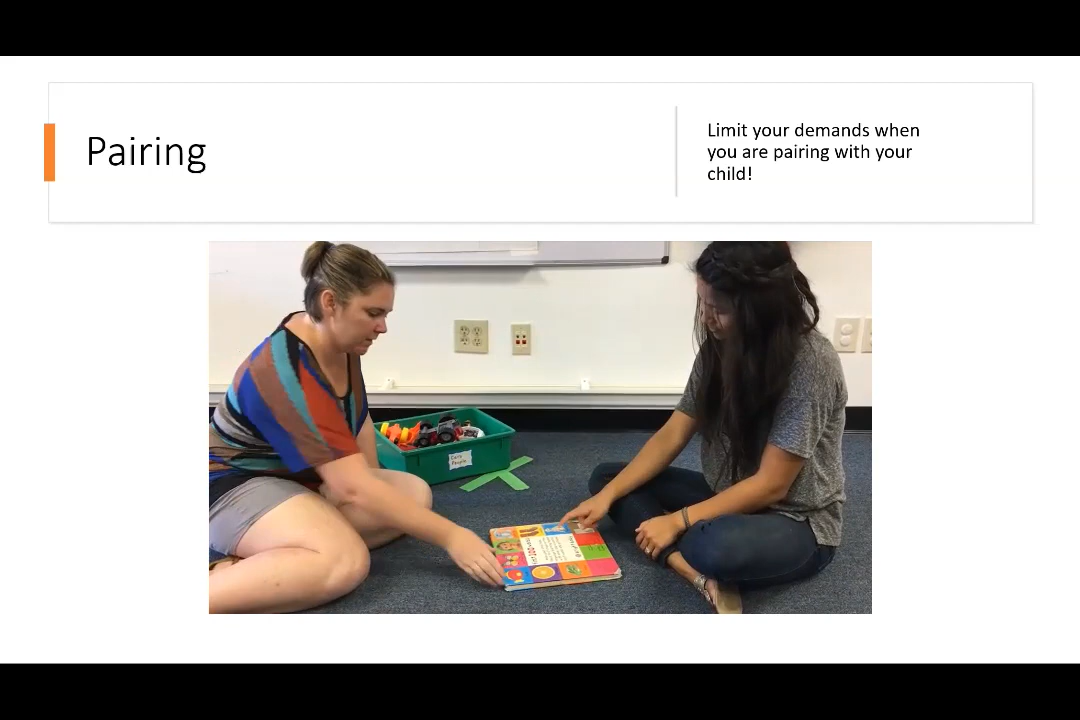 Pairing
Limit your demands when
you are pairing with your
child!